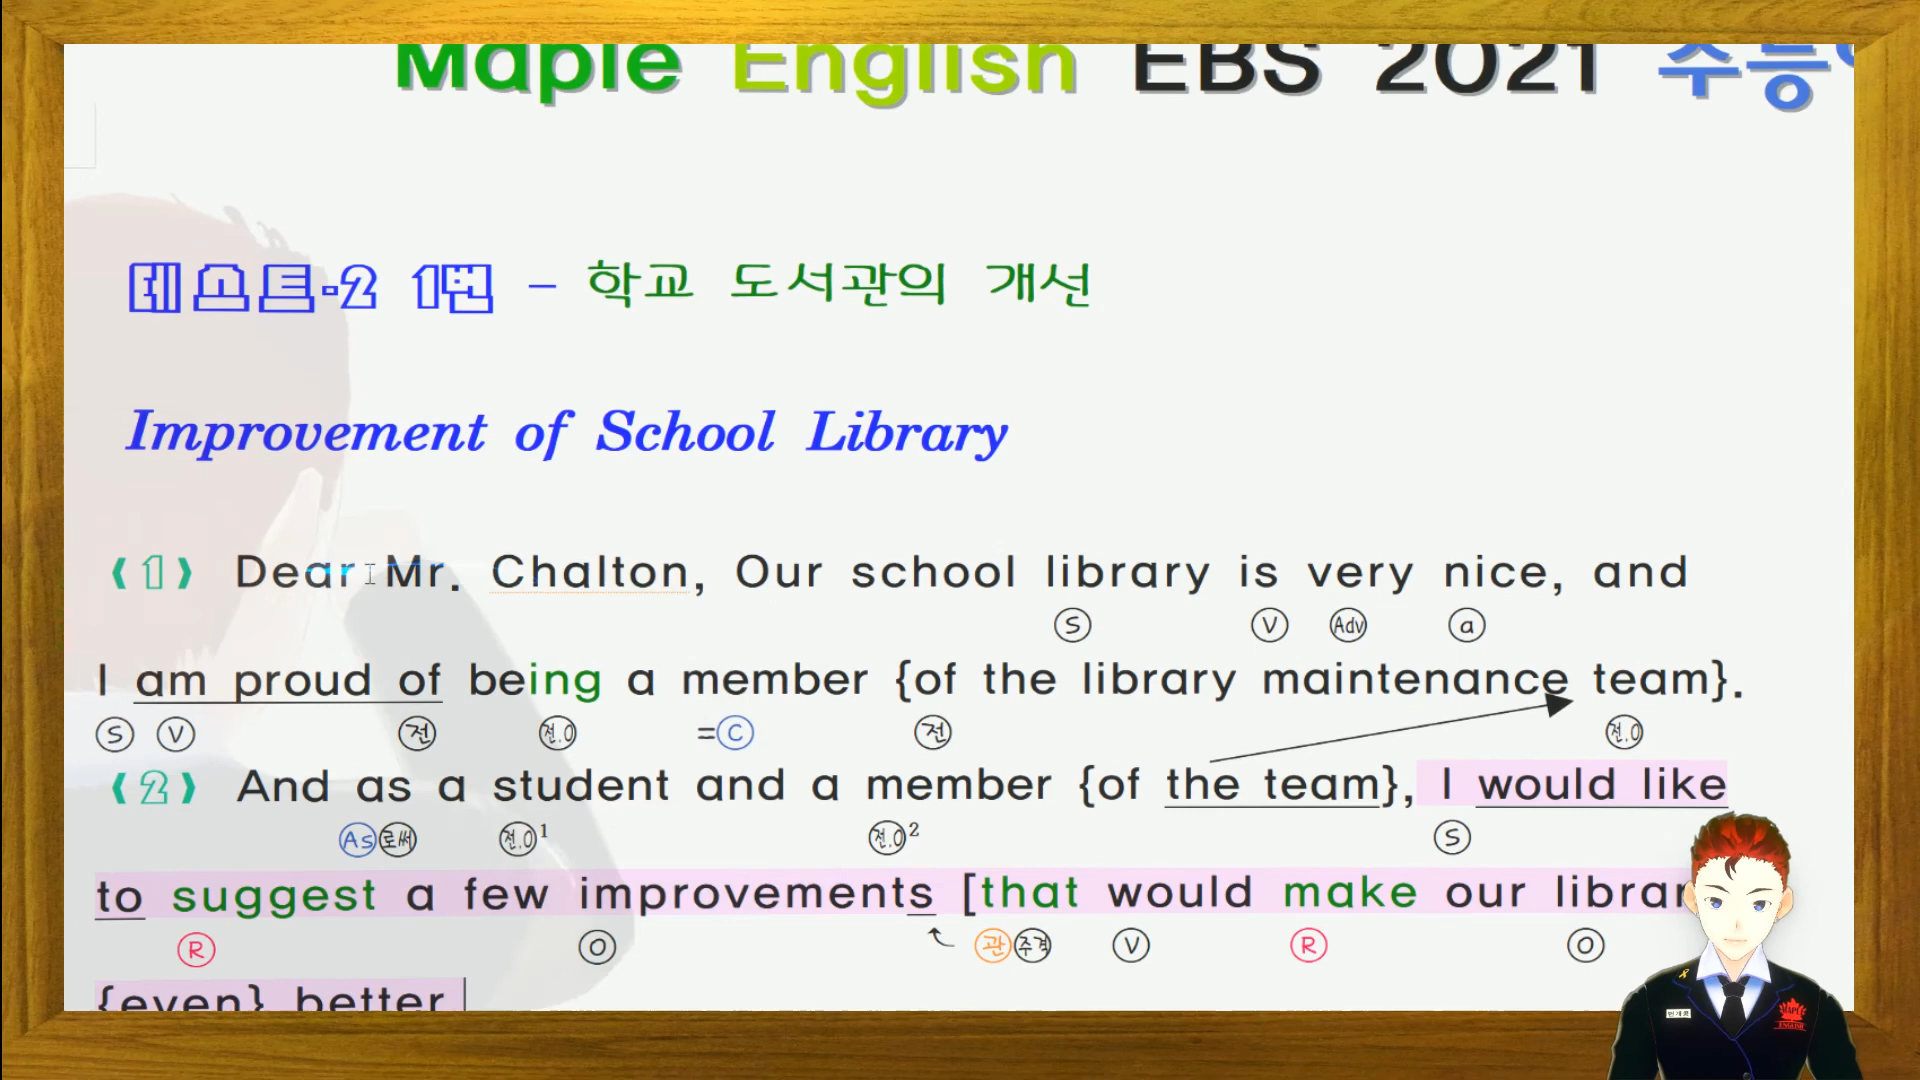 Maple English EBS 2021 수능
테스트-2 1번 – 학교 도서관의 개선
Improvement of School Library
❰1❱ Dear Mr. Chalton, Our school library is very nice, and
Ⓢ Ⓥ Adv ⓐ
I am proud of being a member {of the library maintenance team}.
Ⓢ Ⓥ 전 전.O =Ⓒ 전 전.O
❰2❱ And as a student and a member {of the team}, I would like
As 로써 전.O¹ 전.O² Ⓢ
to suggest a few improvements [that would make our librar
Ⓡ Ⓞ 관 주격 Ⓥ Ⓡ Ⓞ
{even} better
ENGLISH